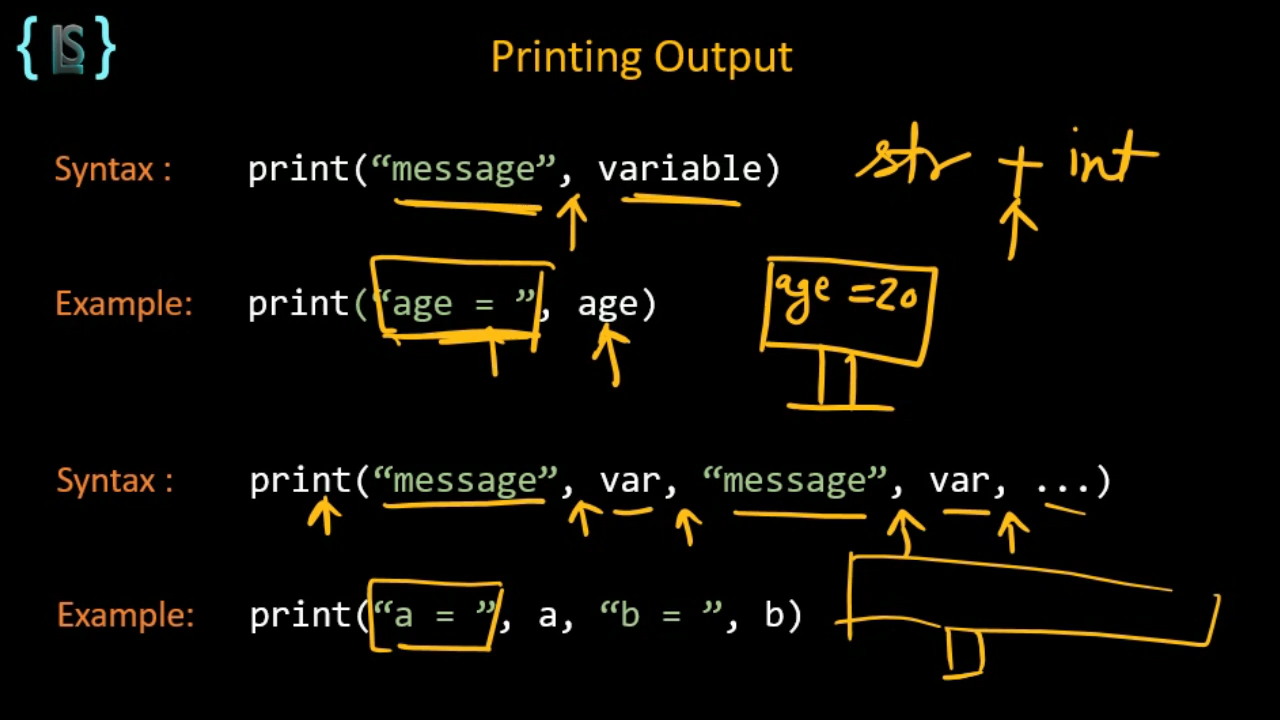 {LS}
Printing Output
Syntax : print(“message”, variable) str + int
Example: print(“age = ”, age) age =20
Syntax : print(“message”, var, “message”, var, ...)
Example: print(“a = ”, a, “b = ”, b)